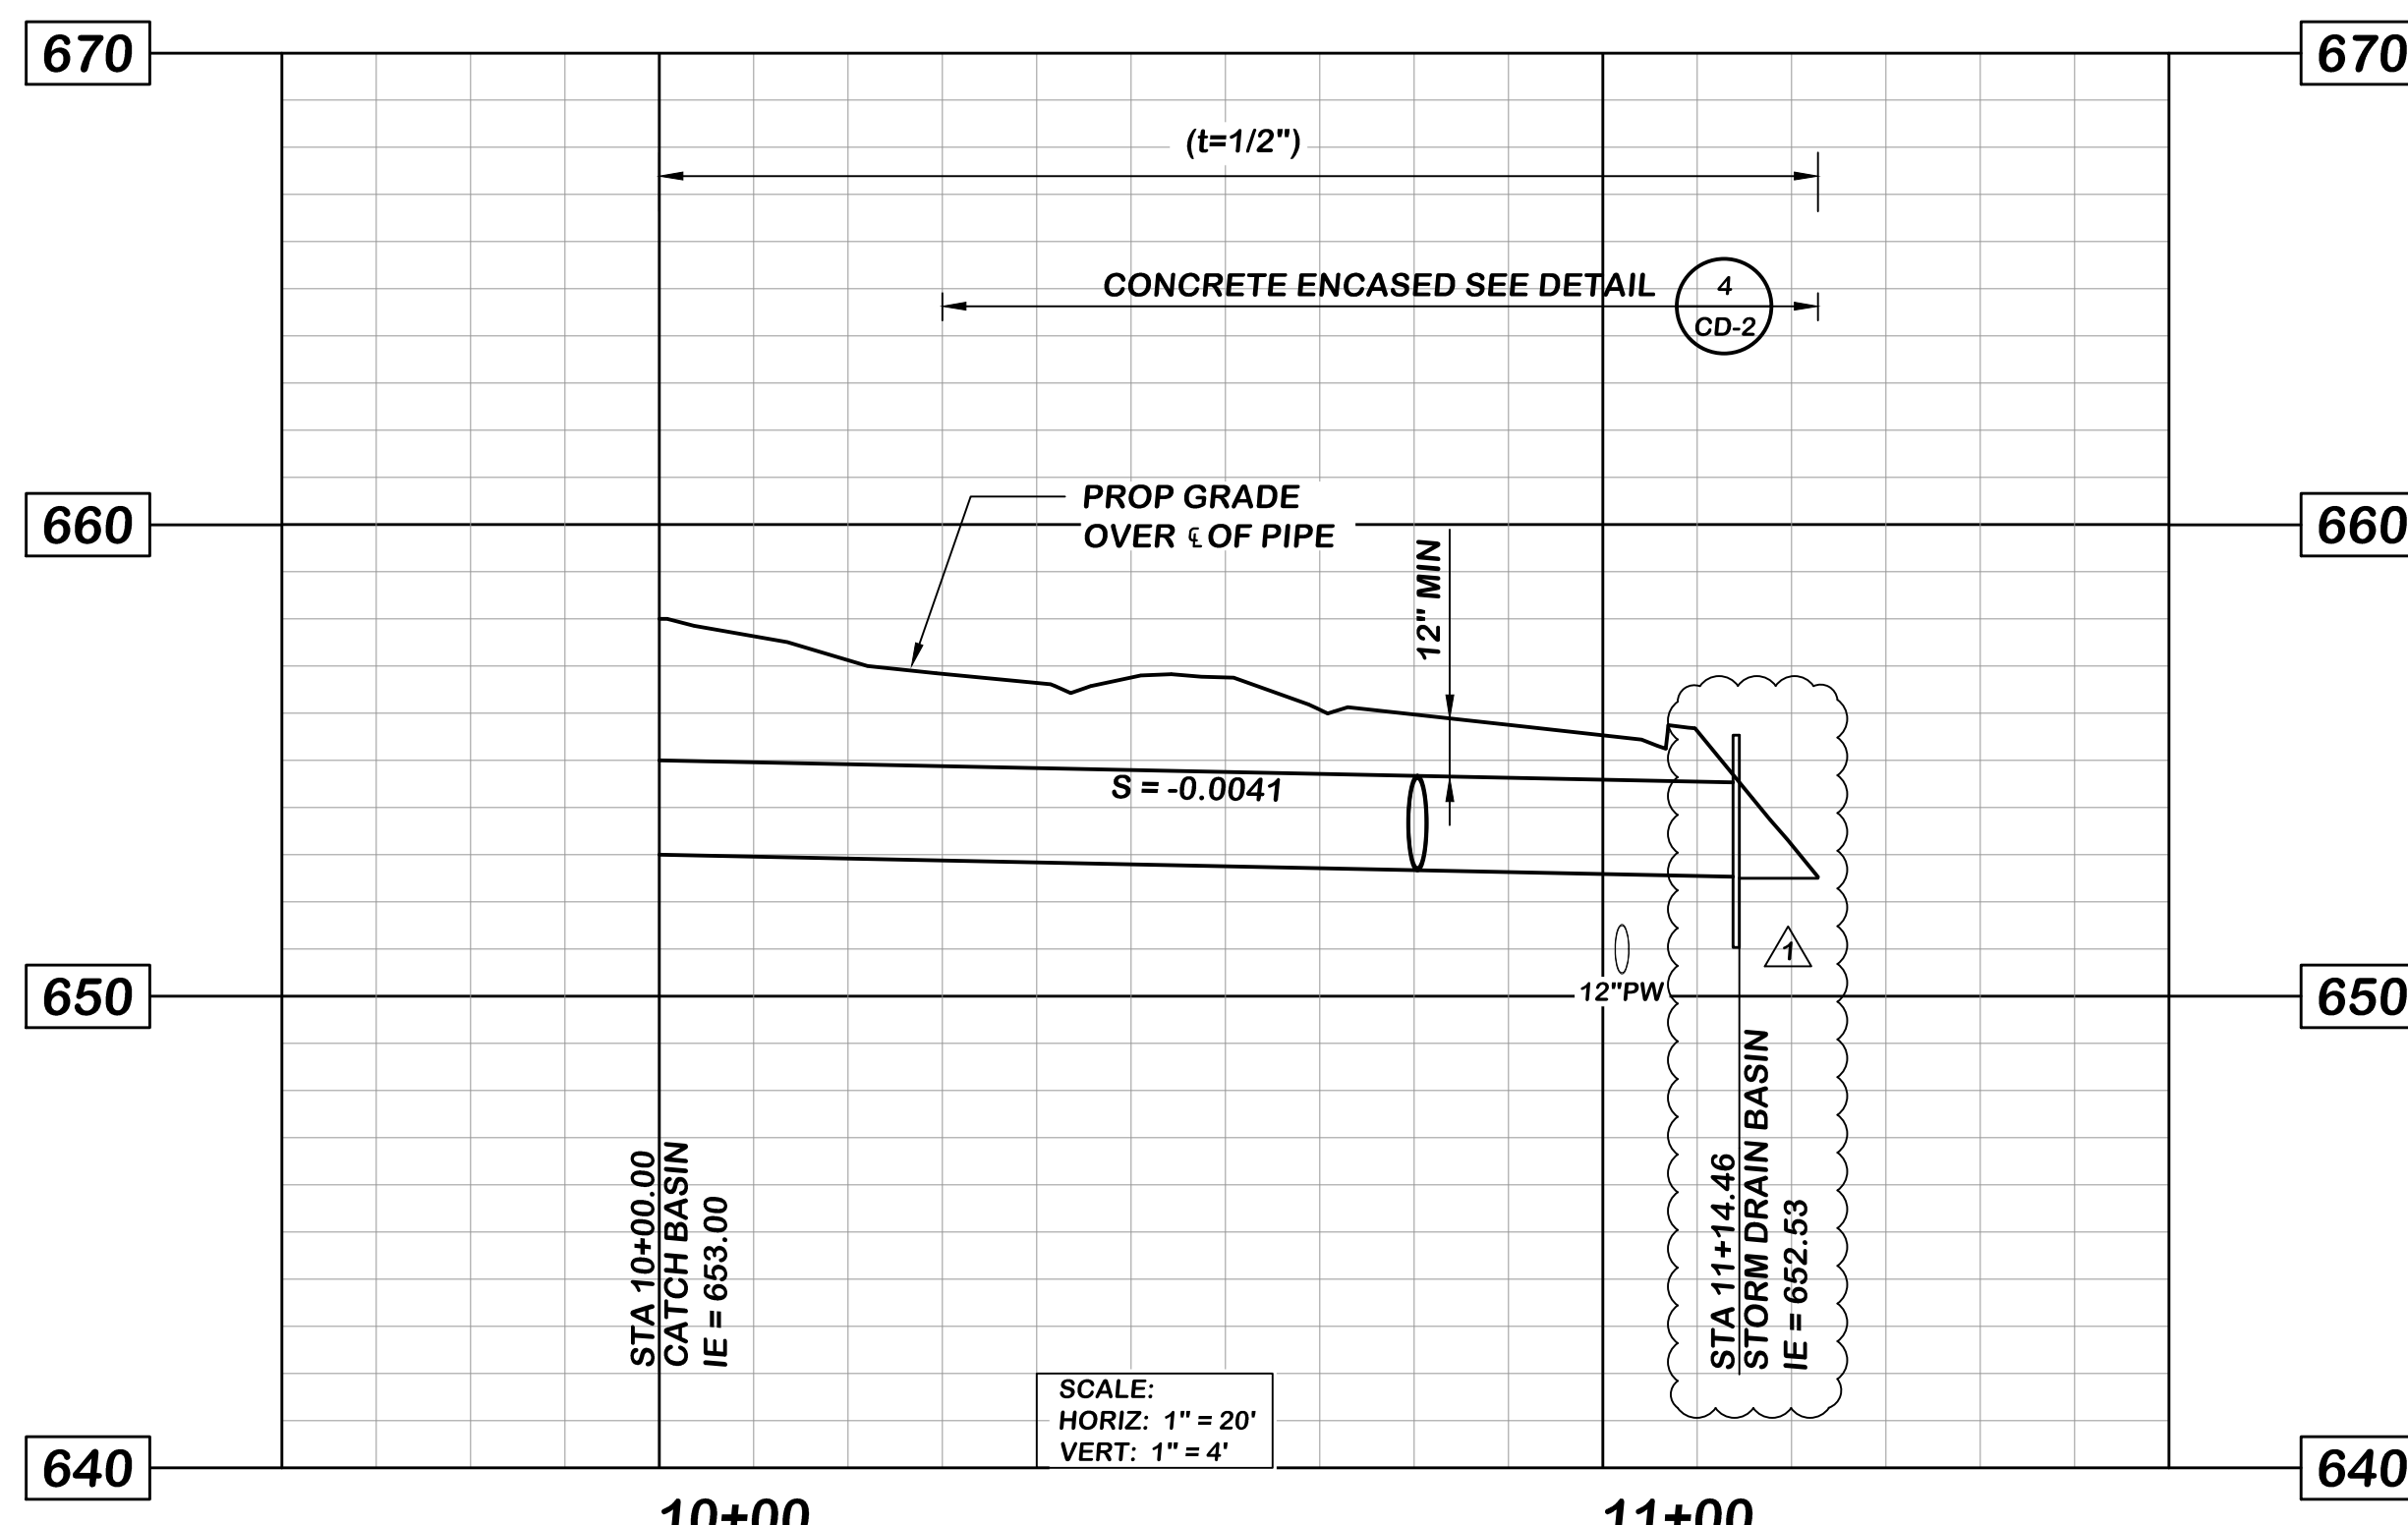 670
670
(t=1/2")
CONCRETE ENCASED SEE DETAIL
4
CD-2
660
660
PROP GRADE
OVER ℄ OF PIPE
12" MIN
S = -0.0041
1
650
650
12"PW
STA 10+00.00
CATCH BASIN
IE = 653.00
STA 11+14.46
STORM DRAIN BASIN
IE = 652.53
SCALE:
HORIZ: 1" = 20'
VERT: 1" = 4'
640
640
10+00
11+00